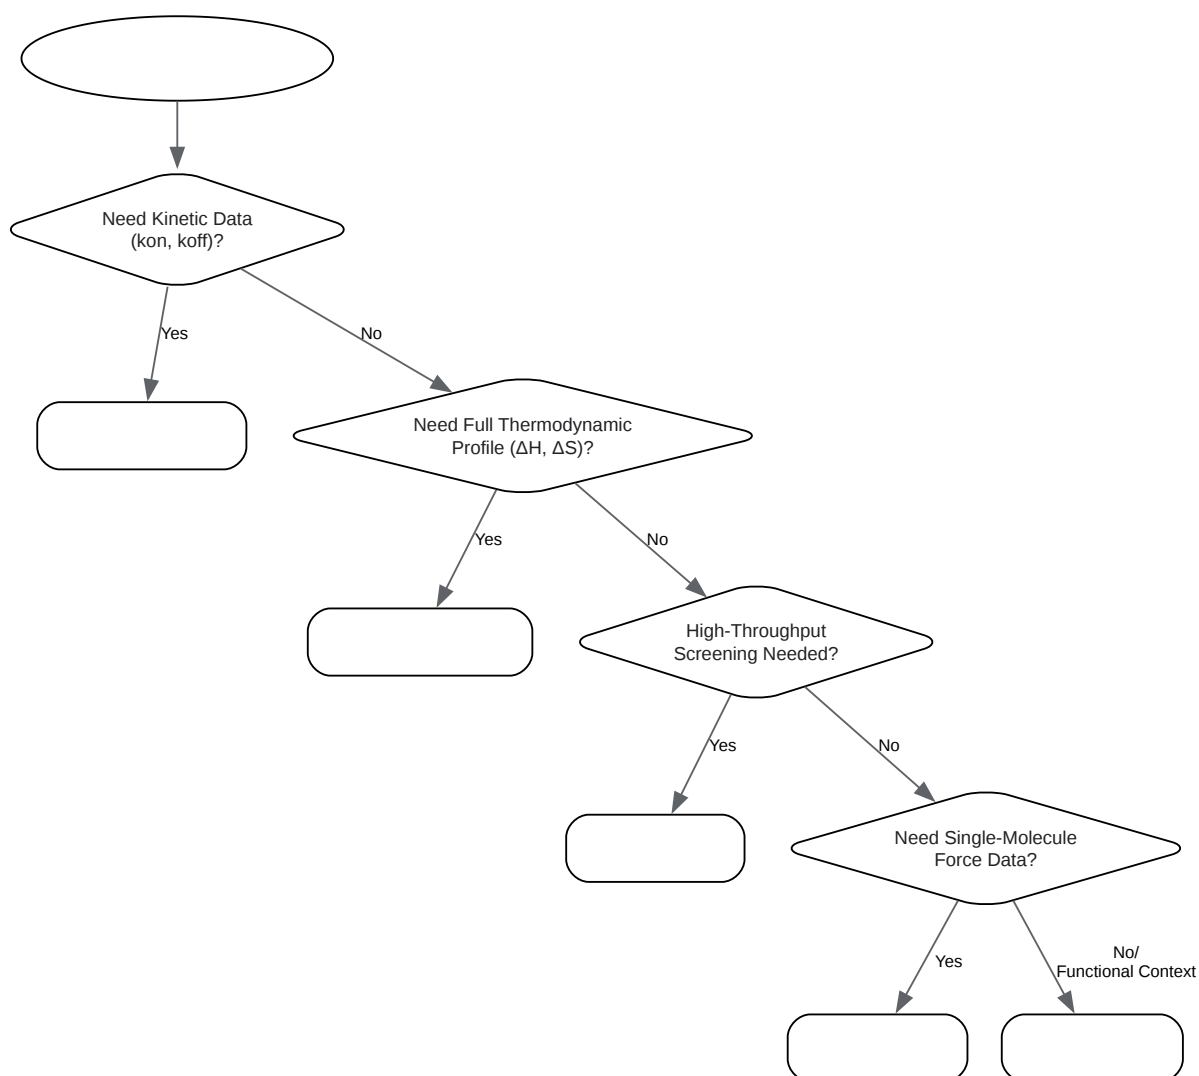 Need Kinetic Data
(kon, koff)?
Yes
No
Need Full Thermodynamic
Profile (ΔH, ΔS)?
Yes
No
High-Throughput
Screening Needed?
Yes
No
Need Single-Molecule
Force Data?
Yes
No/
Functional Context